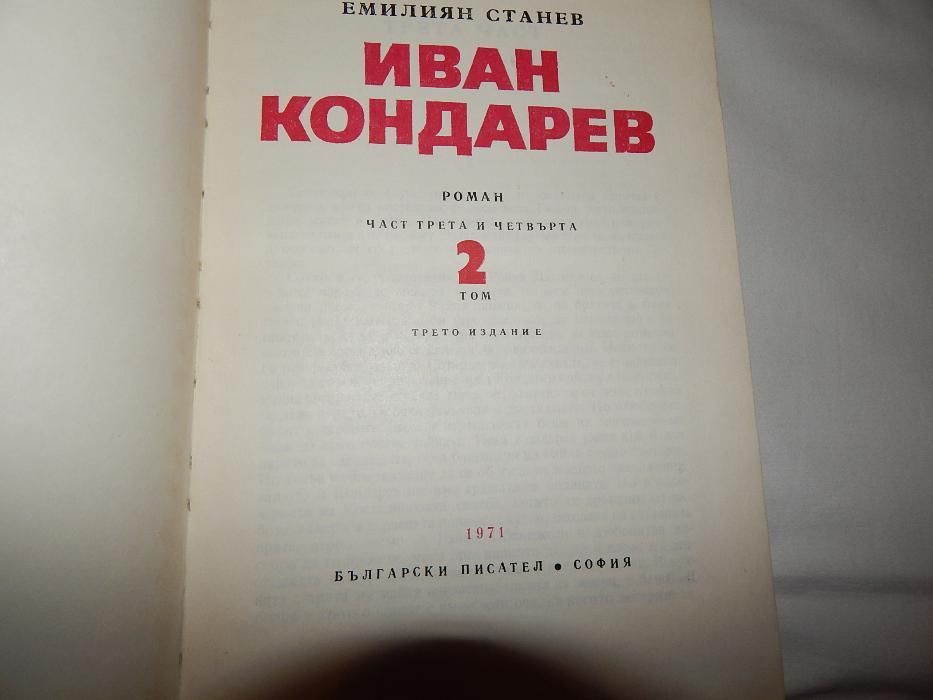 ЕМИЛИЯН СТАНЕВ
ИВАН
КОНДАРЕВ
РОМАН
ЧАСТ ТРЕТА И ЧЕТВЪРТА
2
ТОМ
ТРЕТО ИЗДАНИЕ
1971
БЪЛГАРСКИ ПИСАТЕЛ • СОФИЯ